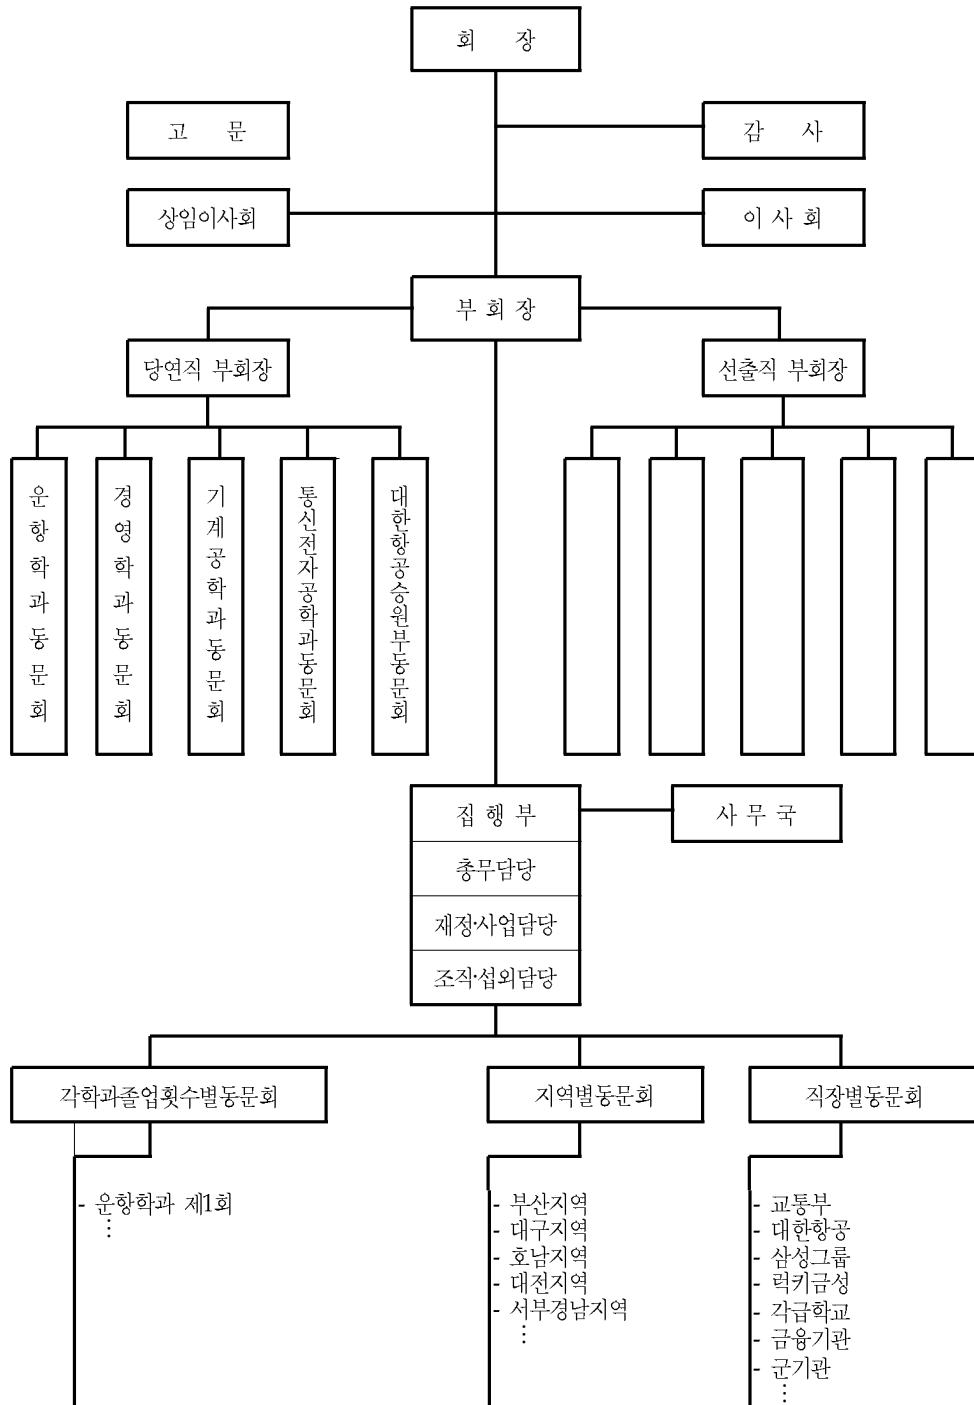 회 장
고 문
감 사
상임이사회
이 사 회
부 회 장
당연직 부회장
선출직 부회장
운항학과동문회
경영학과동문회
기계공학과동문회
통신전자공학과동문회
대한항공승원부동문회
집 행 부
사 무 국
총무담당
재정·사업담당
조직·섭외담당
각학과졸업횟수별동문회
지역별동문회
직장별동문회
- 운항학과 제1회
⋮
- 부산지역
- 대구지역
- 호남지역
- 대전지역
- 서부경남지역
⋮
- 교통부
- 대한항공
- 삼성그룹
- 럭키금성
- 각급학교
- 금융기관
- 군기관
⋮